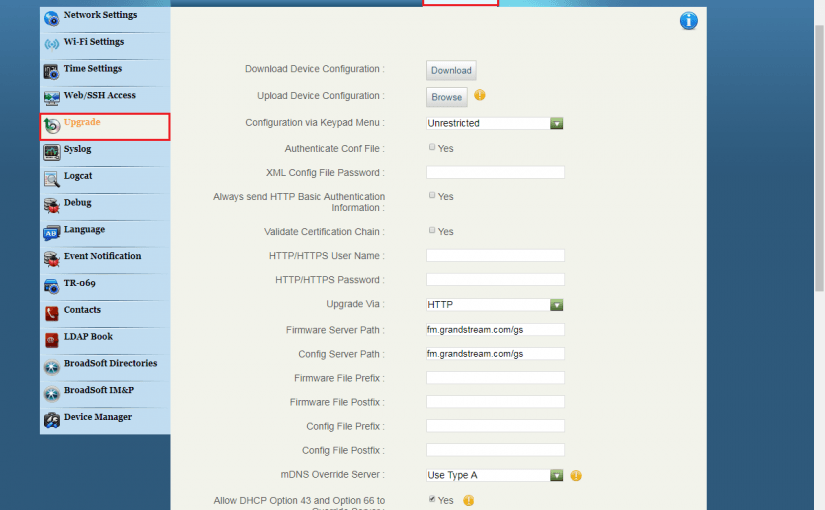 Network Settings
Wi-Fi Settings
Time Settings
Web/SSH Access
Upgrade
Syslog
Logcat
Debug
Language
Event Notification
TR-069
Contacts
LDAP Book
BroadSoft Directories
BroadSoft IM&P
Device Manager
Download Device Configuration : Download
Upload Device Configuration : Browse
Configuration via Keypad Menu : Unrestricted
Authenticate Conf File : Yes
XML Config File Password :
Always send HTTP Basic Authentication Yes
Information :
Validate Certification Chain : Yes
HTTP/HTTPS User Name :
HTTP/HTTPS Password :
Upgrade Via : HTTP
Firmware Server Path : fm.grandstream.com/gs
Config Server Path : fm.grandstream.com/gs
Firmware File Prefix :
Firmware File Postfix :
Config File Prefix :
Config File Postfix :
mDNS Override Server : Use Type A
Allow DHCP Option 43 and Option 66 to Yes
Override Server :